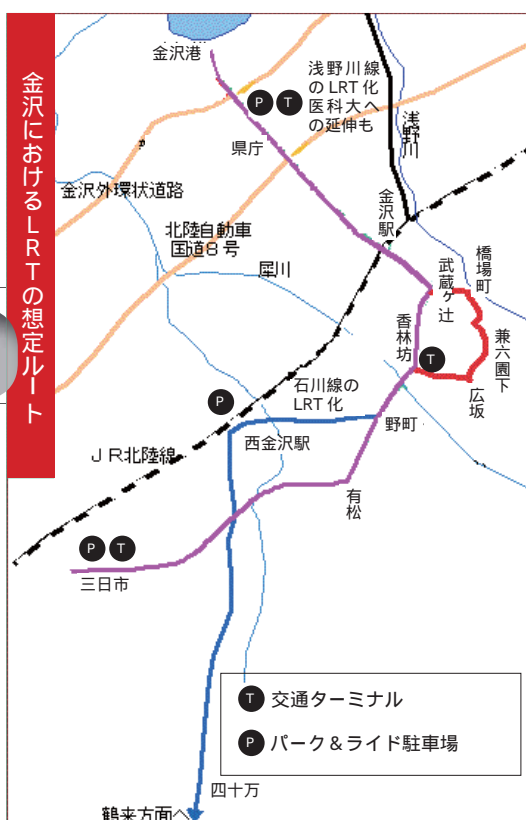 金沢におけるLRTの想定ルート
金沢港
P T
浅野川線
のLRT化
医科大へ
の延伸も
県庁
浅野川
金沢外環状道路
金沢駅
北陸自動車
国道8号
犀川
武蔵ヶ辻
橋場町
香林坊
T
兼六園下
広坂
石川線の
LRT化
P
野町
西金沢駅
JR北陸線
有松
P T
三日市
T 交通ターミナル
P パーク&ライド駐車場
四十万
鶴来方面へ